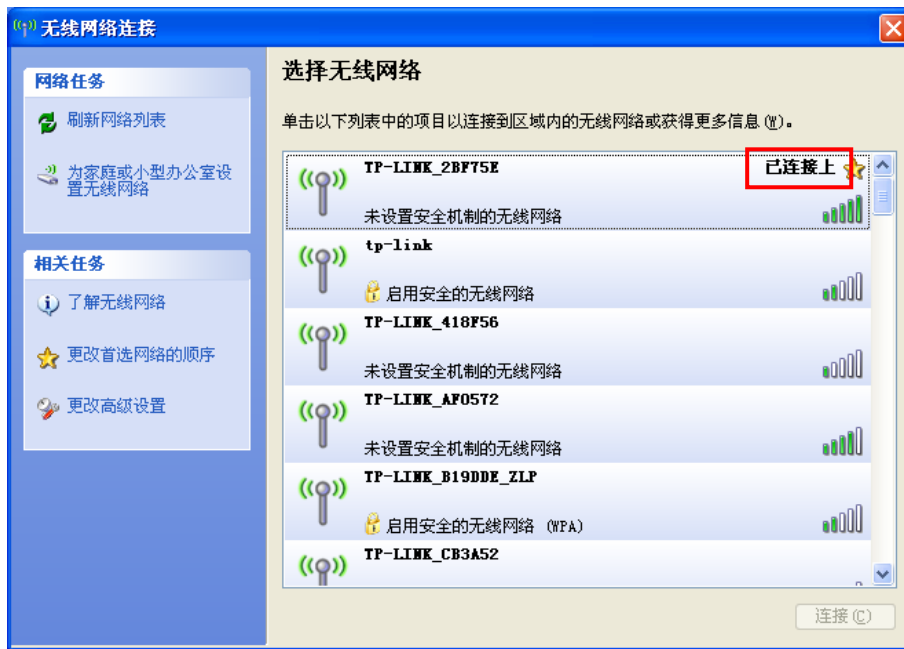 无线网络连接
网络任务
刷新网络列表
为家庭或小型办公室设
置无线网络
相关任务
了解无线网络
更改首选网络的顺序
更改高级设置
选择无线网络
单击以下列表中的项目以连接到区域内的无线网络或获得更多信息(W)。
TP-LINK_2BF75E
已连接上
未设置安全机制的无线网络
tp-link
启用安全的无线网络
TP-LINK_418F56
未设置安全机制的无线网络
TP-LINK_AF0572
未设置安全机制的无线网络
TP-LINK_B19DDE_ZLP
启用安全的无线网络 (WPA)
TP-LINK_CB3A52
连接(C)